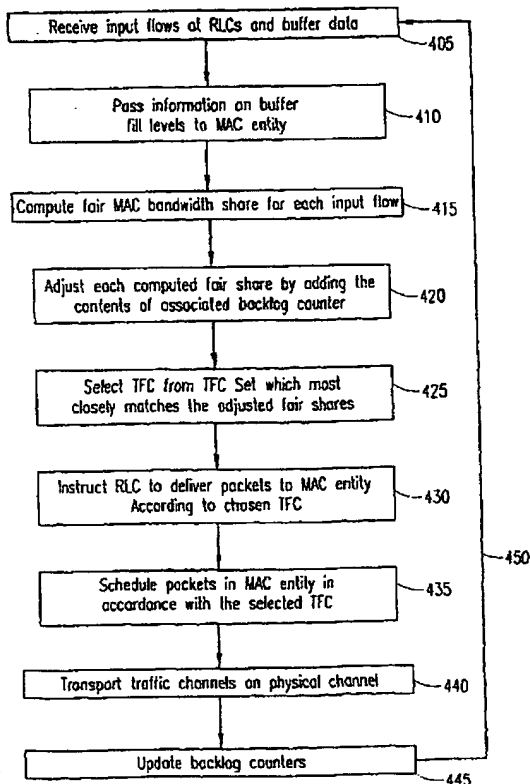 Receive input flows at RLCs and buffer data
405
Pass information on buffer
fill levels to MAC entity
410
Compute fair MAC bandwidth share for each input flow
415
Adjust each computed fair share by adding the
contents of associated backlog counter
420
Select TFC from TFC Set which most
closely matches the adjusted fair shares
425
Instruct RLC to deliver packets to MAC entity
According to chosen TFC
430
Schedule packets in MAC entity in
accordance with the selected TFC
435
450
Transport traffic channels on physical channel
440
Update backlog counters
445